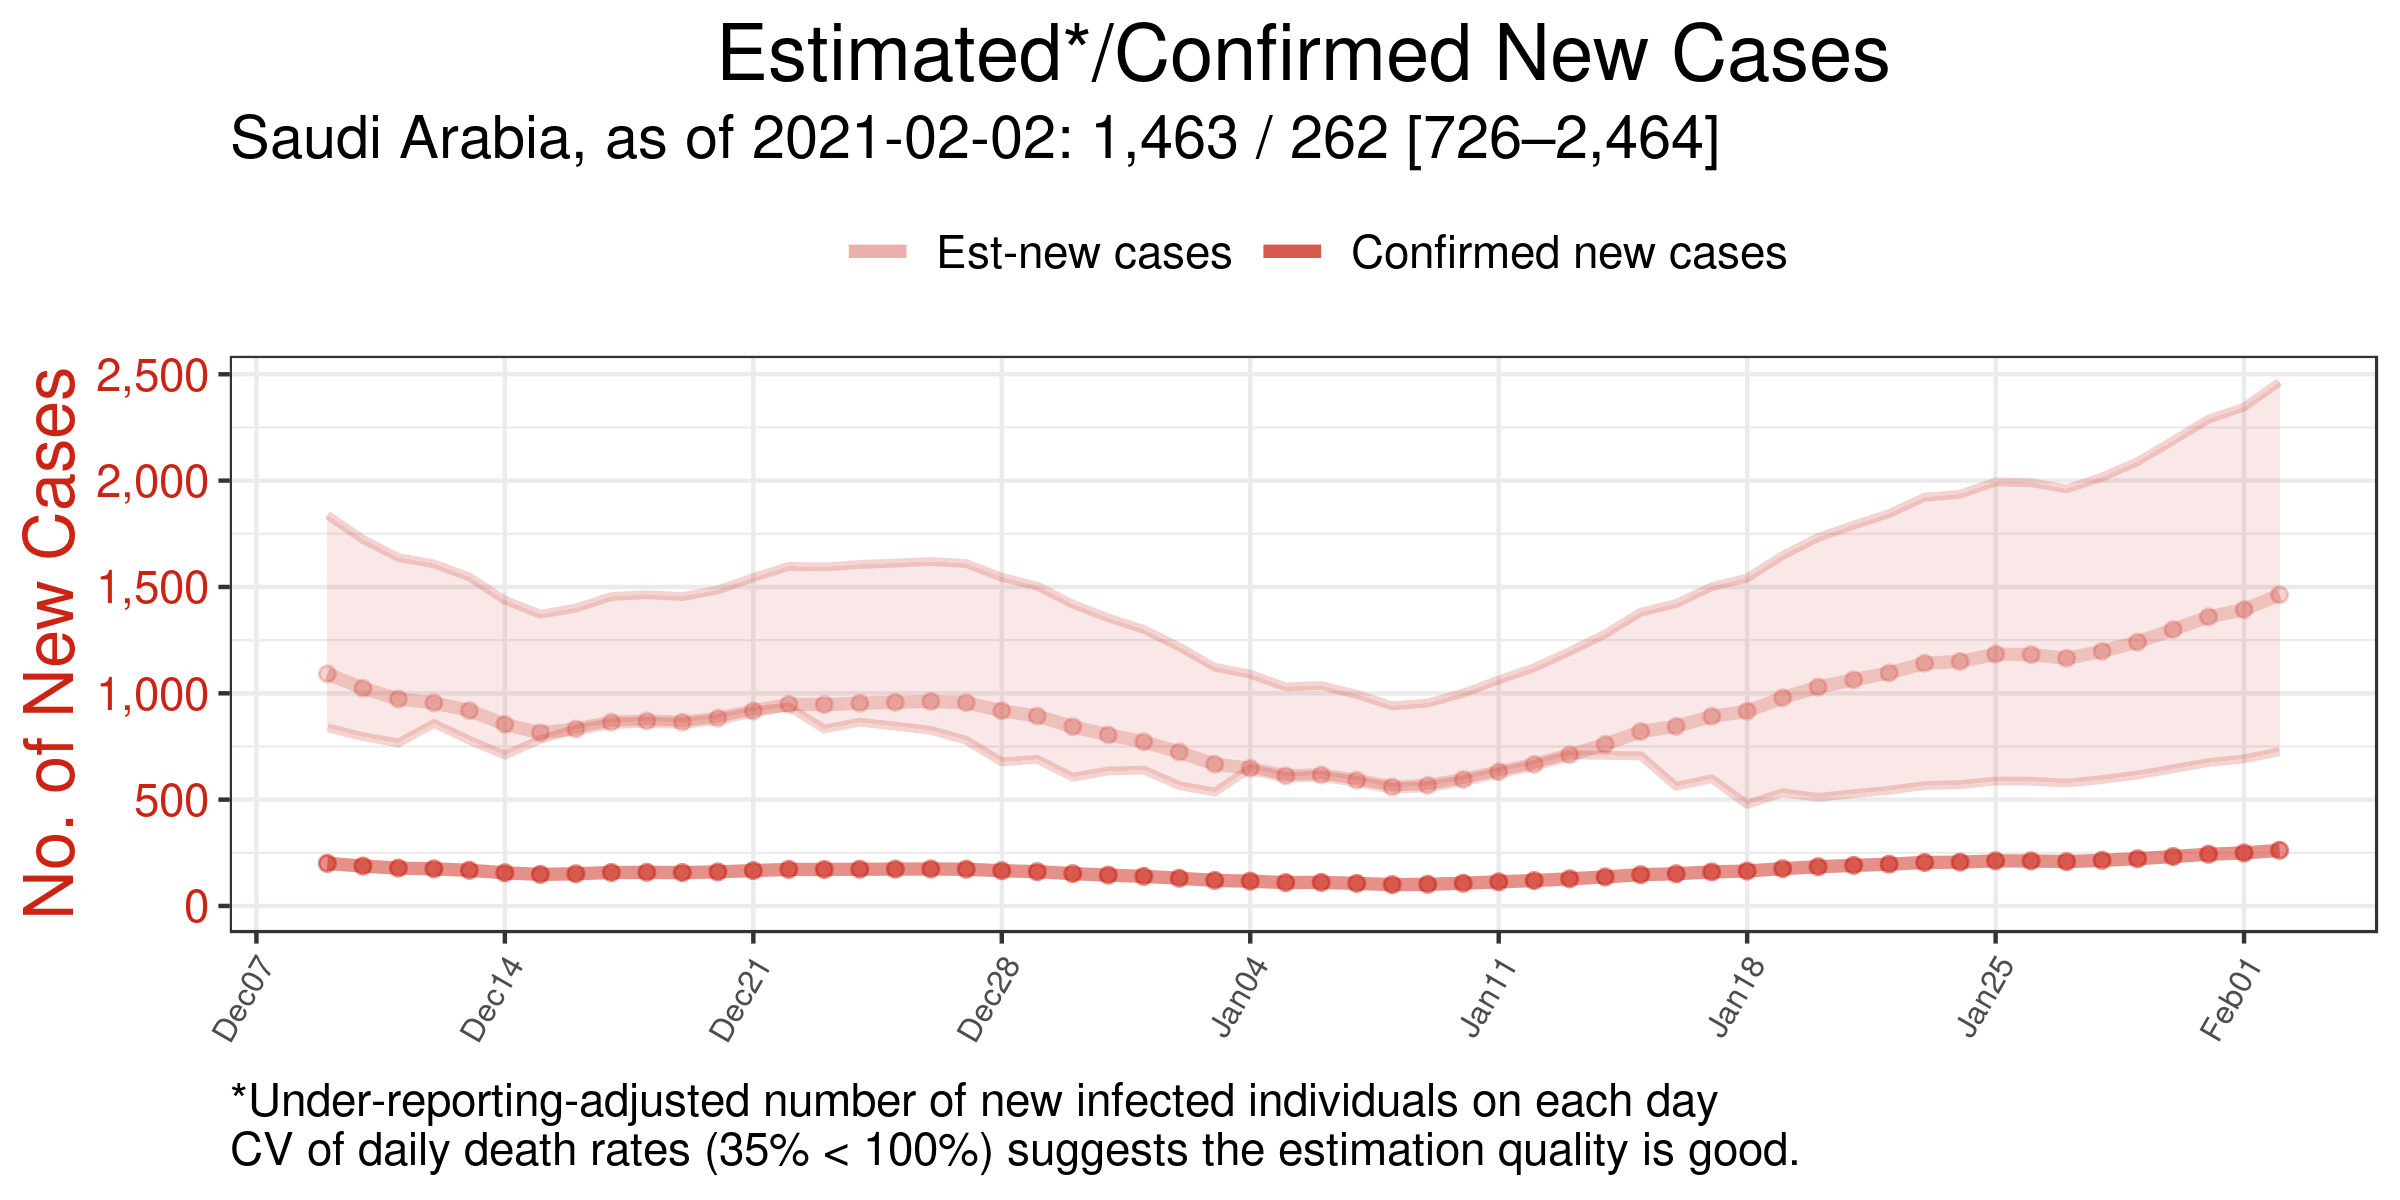 Estimated*/Confirmed New Cases
Saudi Arabia, as of 2021-02-02: 1,463 / 262 [726–2,464]
Est-new cases
Confirmed new cases
No. of New Cases
2,500
2,000
1,500
1,000
500
0
Dec07
Dec14
Dec21
Dec28
Jan04
Jan11
Jan18
Jan25
Feb01
*Under-reporting-adjusted number of new infected individuals on each day
CV of daily death rates (35% < 100%) suggests the estimation quality is good.